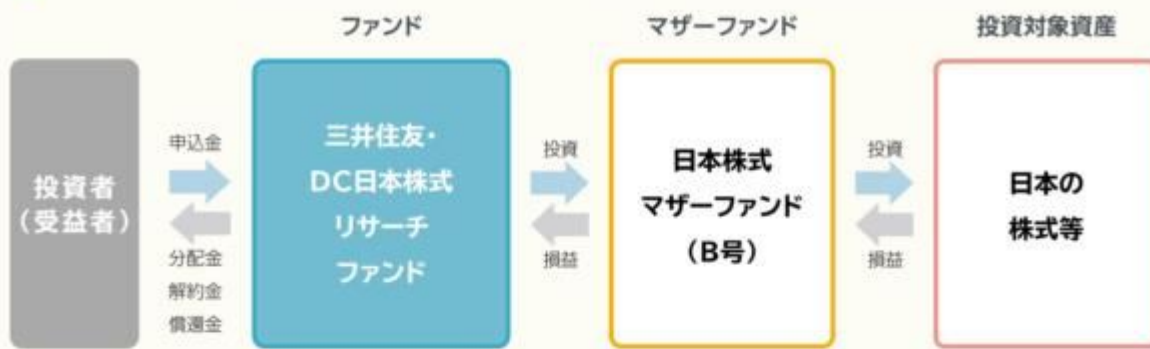 ファンド
マザーファンド
投資対象資産
投資者
（受益者）
申込金
分配金
解約金
償還金
三井住友・
DC日本株式
リサーチ
ファンド
投資
損益
日本株式
マザーファンド
（B号）
投資
損益
日本の
株式等